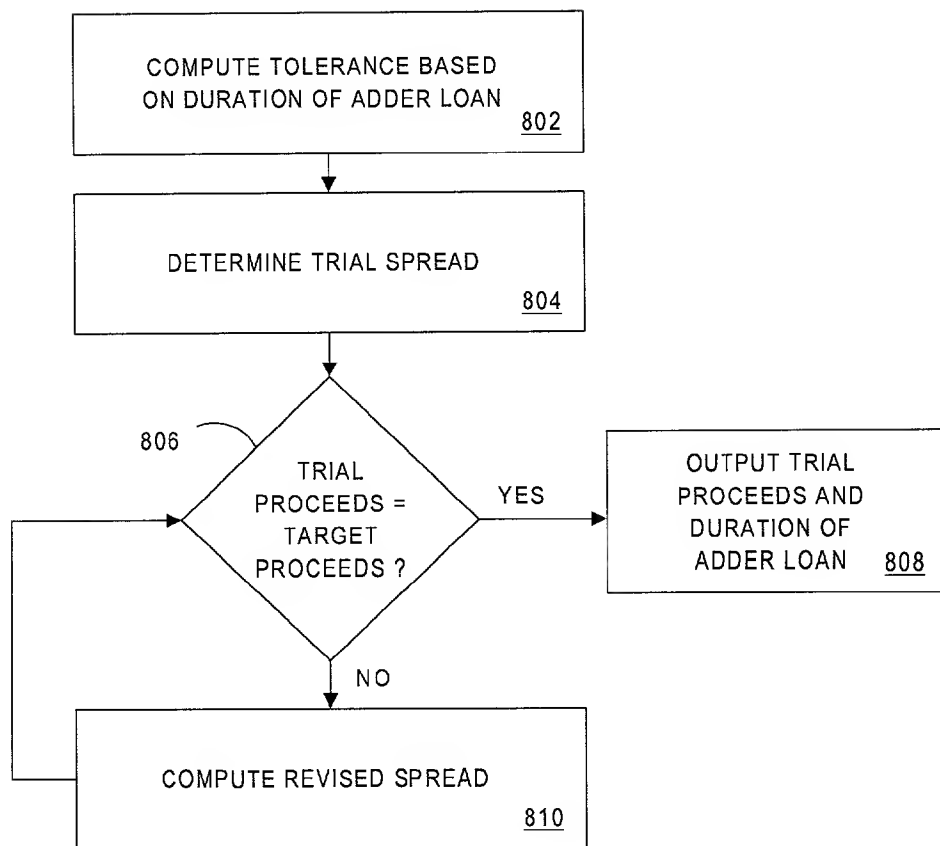 COMPUTE TOLERANCE BASED
ON DURATION OF ADDER LOAN
802
DETERMINE TRIAL SPREAD
804
806
TRIAL
PROCEEDS =
TARGET
PROCEEDS ?
YES
OUTPUT TRIAL
PROCEEDS AND
DURATION OF
ADDER LOAN
808
NO
COMPUTE REVISED SPREAD
810